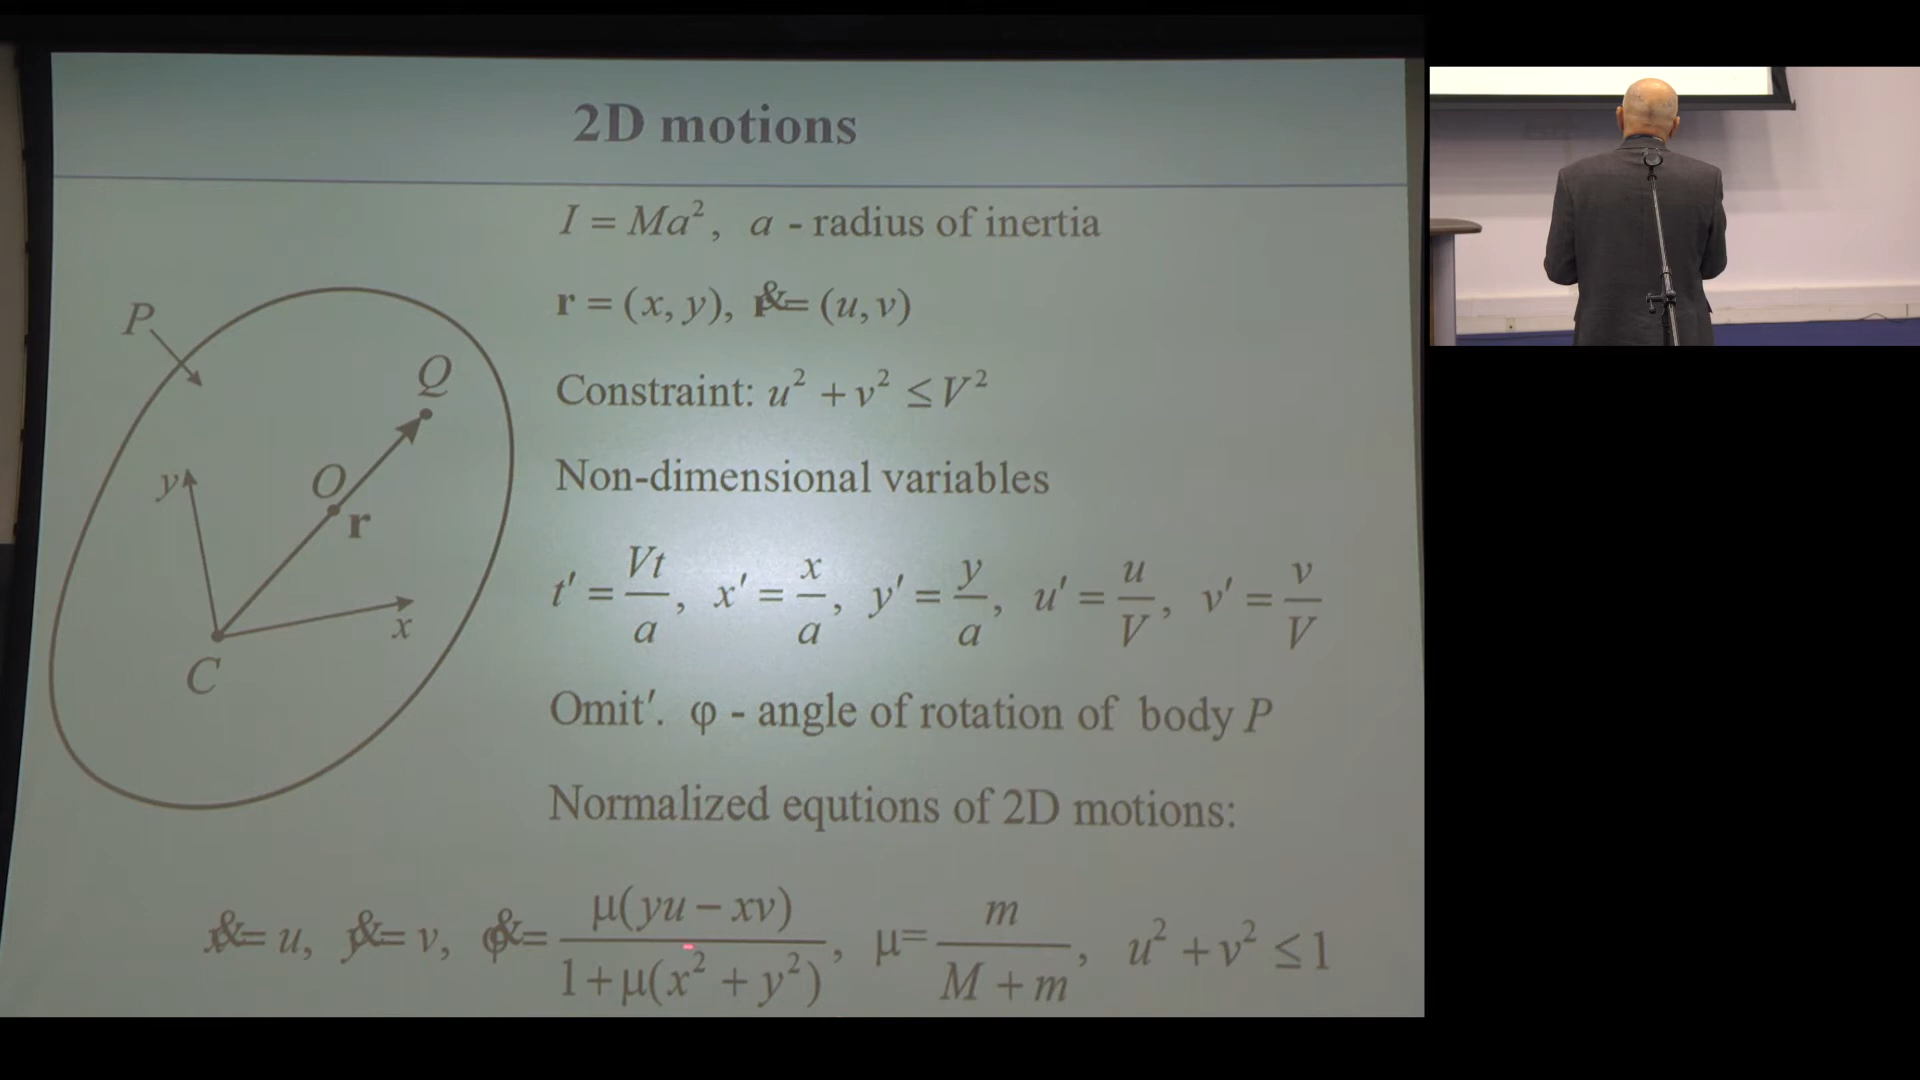 2D motions
I = Ma², a - radius of inertia
r = (x, y), r&= (u, v)
Constraint: u² + v² ≤ V²
Non-dimensional variables
t′ = Vt/a, x′ = x/a, y′ = y/a, u′ = u/V, v′ = v/V
Omit′. φ - angle of rotation of body P
Normalized equtions of 2D motions:
x&= u, y&= v, φ&= μ(yu − xv)/1+μ(x² + y²), μ= m/M + m, u² + v² ≤ 1
P
Q
y
O
r
x
C